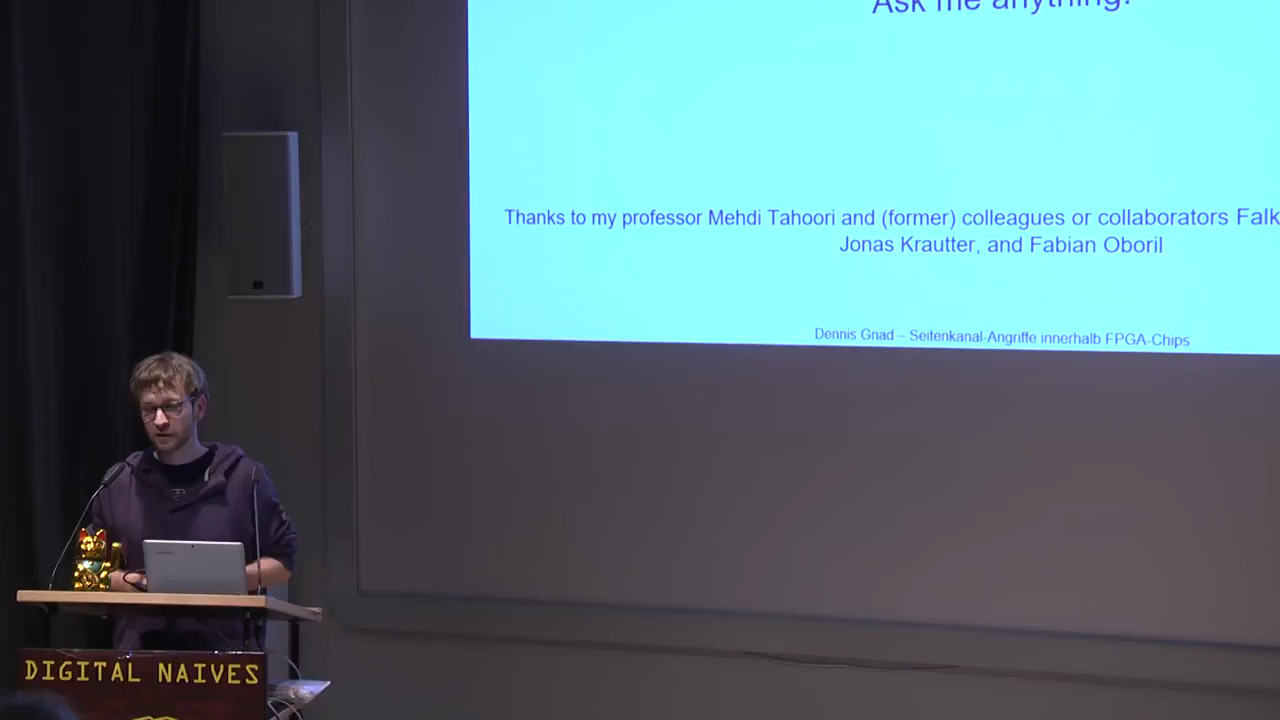 Ask me anything!
Thanks to my professor Mehdi Tahoori and (former) colleagues or collaborators Falk
Jonas Krautter, and Fabian Oboril
Dennis Gnad – Seitenkanal-Angriffe innerhalb FPGA-Chips
DIGITAL NAIVES